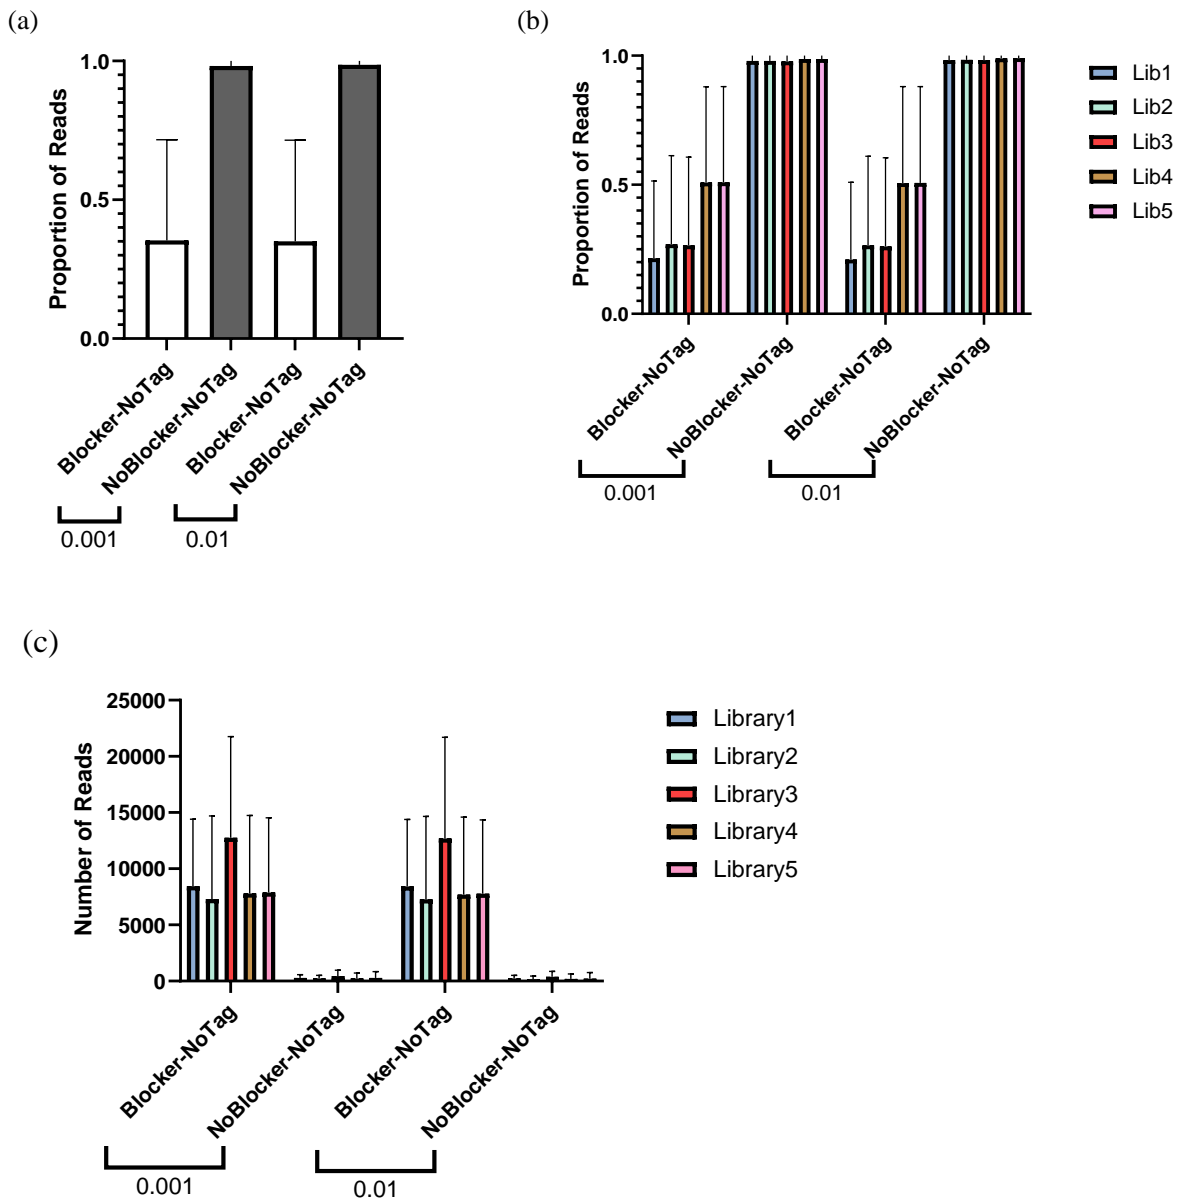 (a)
1.0
0.5
0.0
Proportion of Reads
Blocker-NoTag
NoBlocker-NoTag
Blocker-NoTag
NoBlocker-NoTag
0.001
0.01
(b)
1.0
0.5
0.0
Proportion of Reads
Blocker-NoTag
NoBlocker-NoTag
Blocker-NoTag
NoBlocker-NoTag
0.001
0.01
Lib1
Lib2
Lib3
Lib4
Lib5
(c)
25000
20000
15000
10000
5000
0
Number of Reads
Blocker-NoTag
NoBlocker-NoTag
Blocker-NoTag
NoBlocker-NoTag
0.001
0.01
Library1
Library2
Library3
Library4
Library5